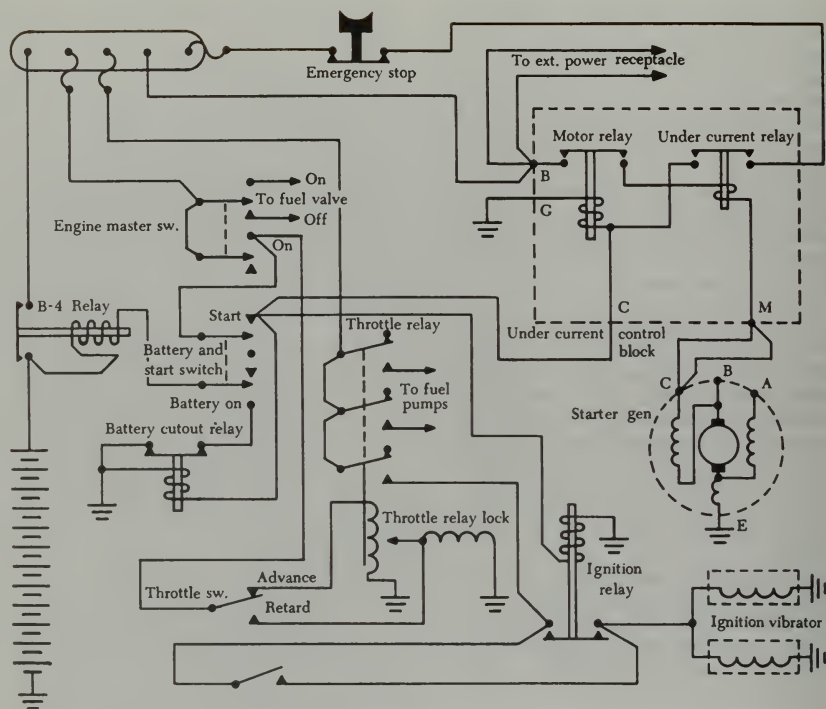 Emergency stop
To ext. power receptacle
Motor relay
Under current relay
B
G
On
To fuel valve
Off
Engine master sw.
On
B-4 Relay
Start
C
M
Throttle relay
Under current control
block
Battery and
start switch
C
B
A
To fuel
pumps
Starter gen
Battery on
Battery cutout relay
E
Throttle relay lock
Advance
Throttle sw.
Retard
Ignition
relay
Ignition vibrator